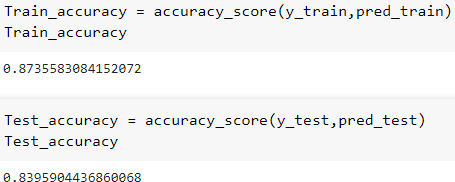 Train_accuracy = accuracy_score(y_train,pred_train)
Train_accuracy
0.8735583084152072
Test_accuracy = accuracy_score(y_test,pred_test)
Test_accuracy
0.8395904436860068